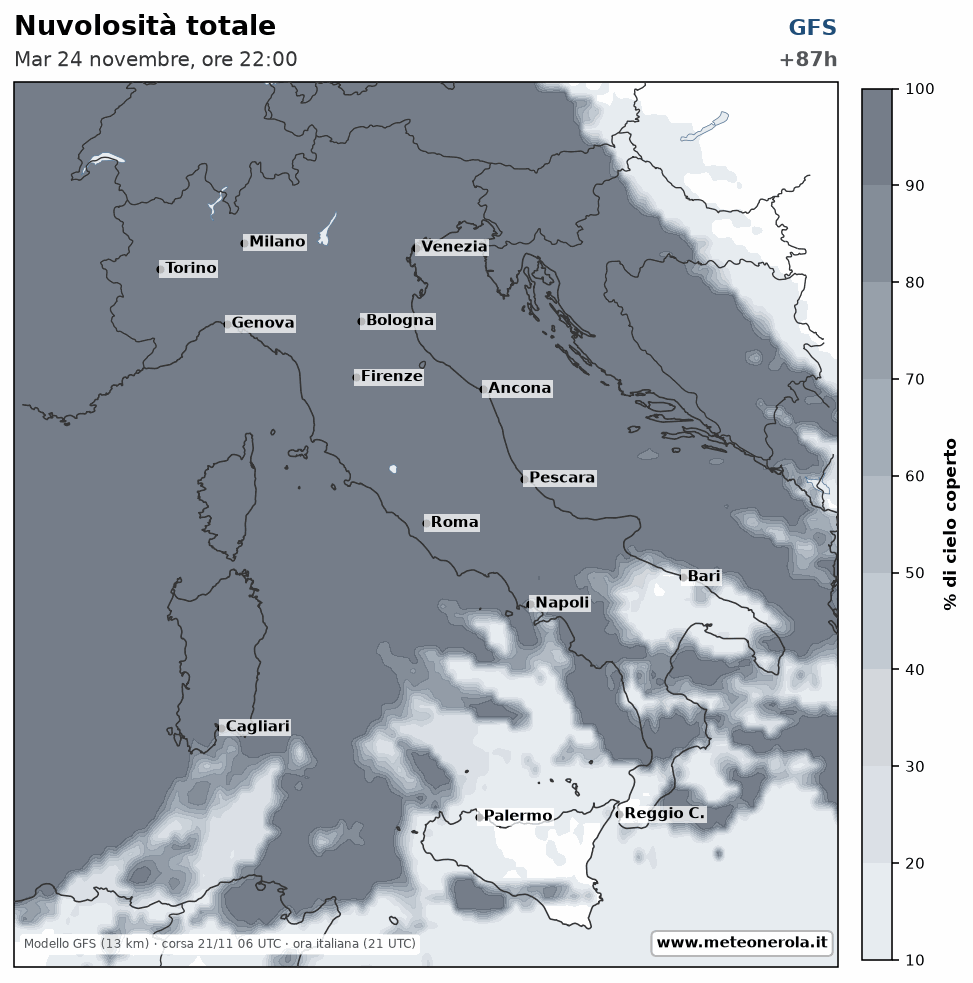 Nuvolosità totale
GFS
Mar 24 novembre, ore 22:00
+87h
Milano
Venezia
Torino
Genova
Bologna
Firenze
Ancona
Pescara
Roma
Bari
Napoli
Cagliari
Palermo
Reggio C.
Modello GFS (13 km) · corsa 21/11 06 UTC · ora italiana (21 UTC)
www.meteonerola.it
100
90
80
70
60
50
40
30
20
10
% di cielo coperto